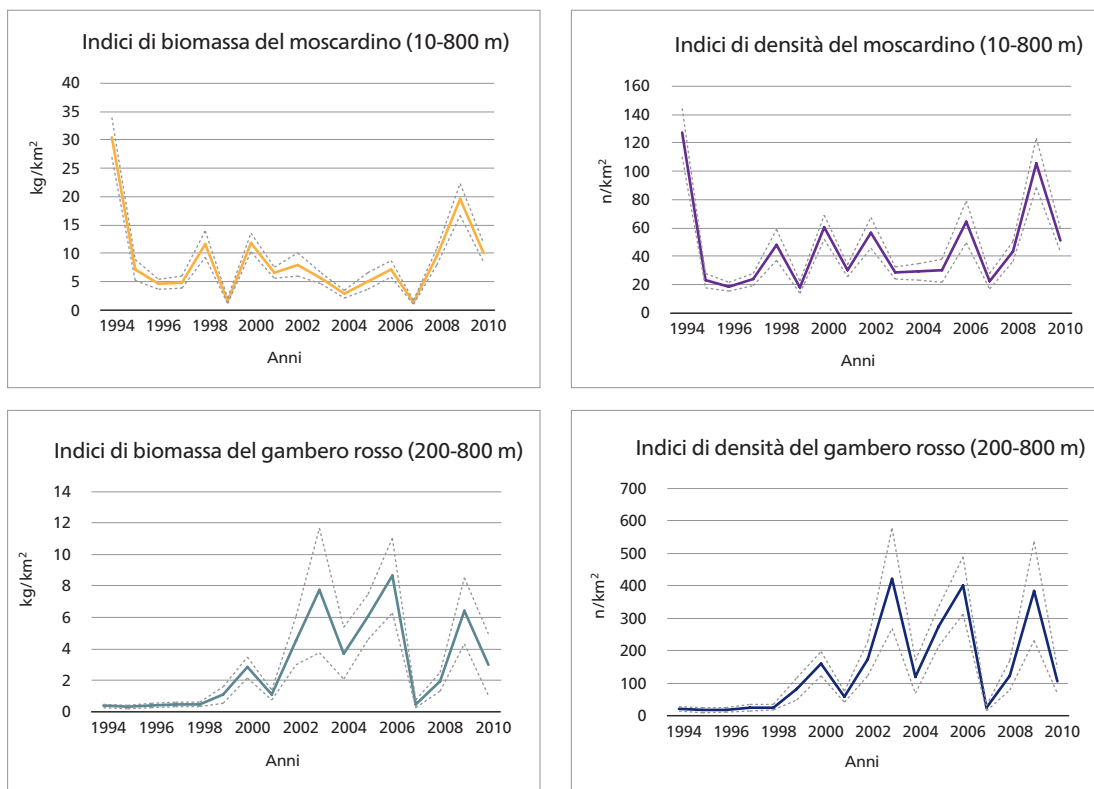 Indici di biomassa del moscardino (10-800 m)
40
35
30
25
20
15
10
5
0
kg/km²
1994 1996 1998 2000 2002 2004 2006 2008 2010
Anni
Indici di densità del moscardino (10-800 m)
160
140
120
100
80
60
40
20
0
n/km²
1994 1996 1998 2000 2002 2004 2006 2008 2010
Anni
Indici di biomassa del gambero rosso (200-800 m)
14
12
10
8
6
4
2
0
kg/km²
1994 1996 1998 2000 2002 2004 2006 2008 2010
Anni
Indici di densità del gambero rosso (200-800 m)
700
600
500
400
300
200
100
0
n/km²
1994 1996 1998 2000 2002 2004 2006 2008 2010
Anni